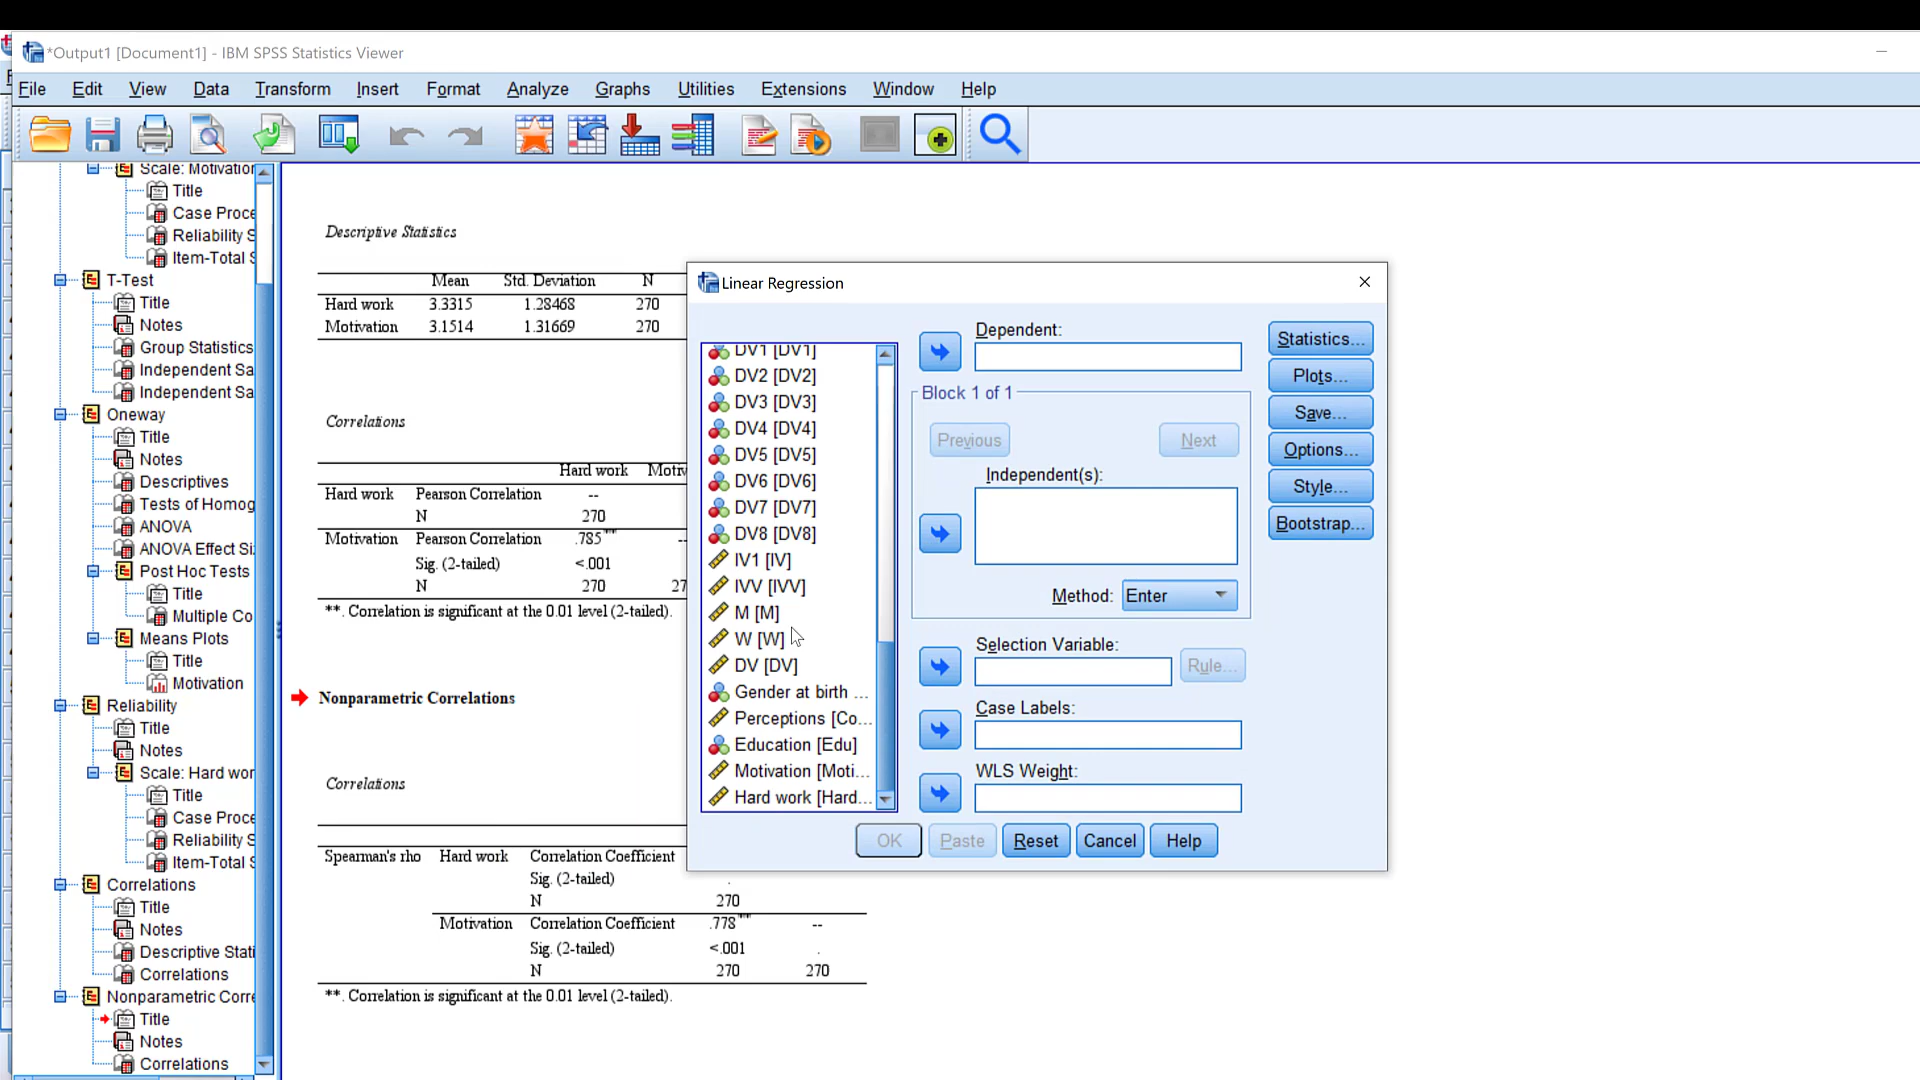 *Output1 [Document1] - IBM SPSS Statistics Viewer
File Edit View Data Transform Insert Format Analyze Graphs Utilities Extensions Window Help
Scale: Motivation
Title
Case Proce
Reliability S
Item-Total S
T-Test
Title
Notes
Group Statistics
Independent Sa
Independent Sa
Oneway
Title
Notes
Descriptives
Tests of Homog
ANOVA
ANOVA Effect Si
Post Hoc Tests
Title
Multiple Co
Means Plots
Title
Motivation
Reliability
Title
Notes
Scale: Hard wor
Title
Case Proce
Reliability S
Item-Total S
Correlations
Title
Notes
Descriptive Stati
Correlations
Nonparametric Corre
Title
Notes
Correlations
Descriptive Statistics
Mean Std. Deviation N
Hard work 3.3315 1.28468 270
Motivation 3.1514 1.31669 270
Correlations
Hard work Motiv
Hard work Pearson Correlation --
N 270
Motivation Pearson Correlation .785** --
Sig. (2-tailed) <.001
N 270 27
**. Correlation is significant at the 0.01 level (2-tailed).
Nonparametric Correlations
Correlations
Spearman's rho Hard work Correlation Coefficient
Sig. (2-tailed) .
N 270
Motivation Correlation Coefficient .778** --
Sig. (2-tailed) <.001 .
N 270 270
**. Correlation is significant at the 0.01 level (2-tailed).
Linear Regression
DV1 [DV1]
DV2 [DV2]
DV3 [DV3]
DV4 [DV4]
DV5 [DV5]
DV6 [DV6]
DV7 [DV7]
DV8 [DV8]
IV1 [IV]
IVV [IVV]
M [M]
W [W]
DV [DV]
Gender at birth ...
Perceptions [Co...
Education [Edu]
Motivation [Moti...
Hard work [Hard...
Dependent:
Block 1 of 1
Previous Next
Independent(s):
Method: Enter
Selection Variable:
Rule...
Case Labels:
WLS Weight:
Statistics...
Plots...
Save...
Options...
Style...
Bootstrap...
OK Paste Reset Cancel Help